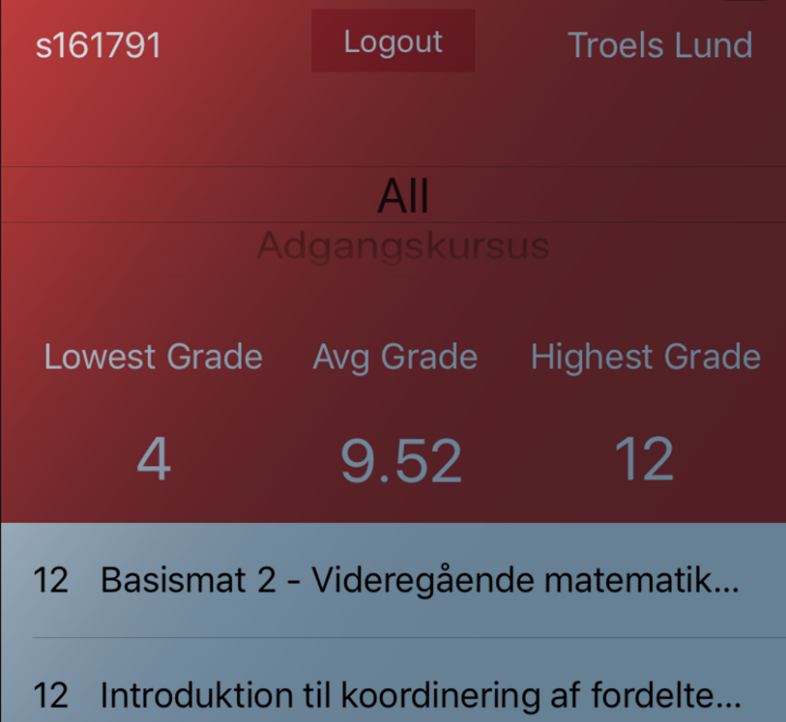 s161791 Logout Troels Lund
All
Adgangskursus
Lowest Grade Avg Grade Highest Grade
4 9.52 12
12 Basismat 2 - Videregående matematik...
12 Introduktion til koordinering af fordelte...